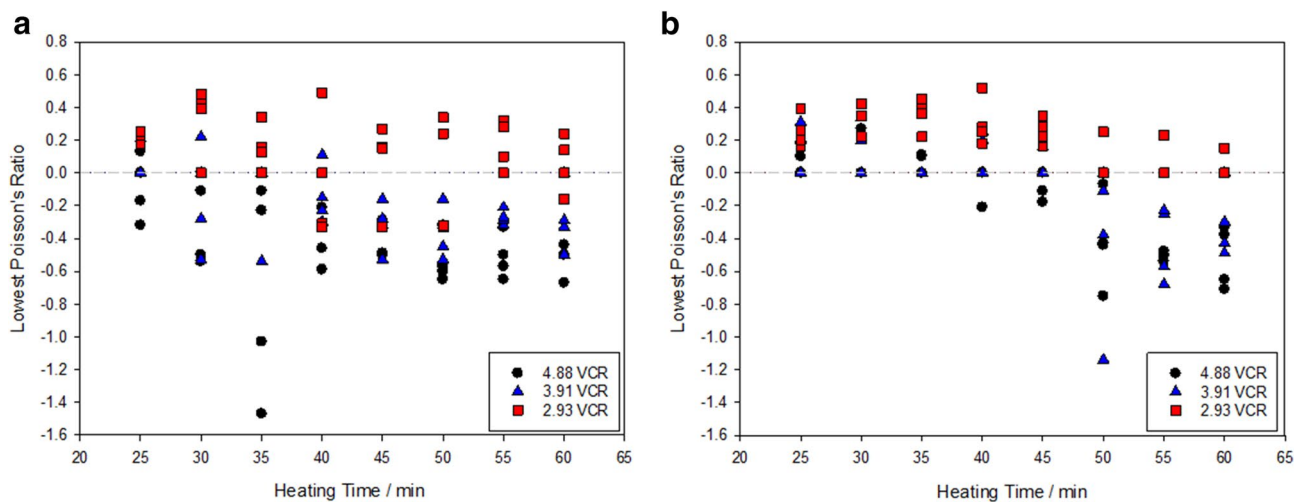 a
0.8
0.6
0.4
0.2
0.0
-0.2
-0.4
-0.6
-0.8
-1.0
-1.2
-1.4
-1.6
Lowest Poisson's Ratio
20 25 30 35 40 45 50 55 60 65
Heating Time / min
4.88 VCR
3.91 VCR
2.93 VCR
b
0.8
0.6
0.4
0.2
0.0
-0.2
-0.4
-0.6
-0.8
-1.0
-1.2
-1.4
-1.6
Lowest Poisson's Ratio
20 25 30 35 40 45 50 55 60 65
Heating Time / min
4.88 VCR
3.91 VCR
2.93 VCR